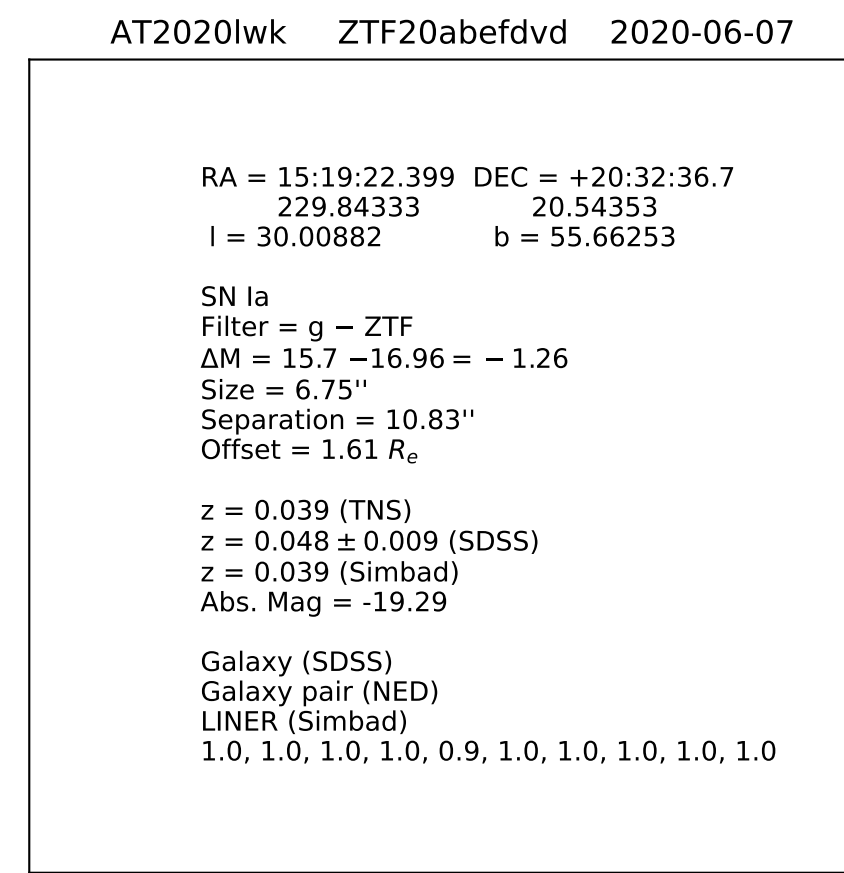 AT2020lwk ZTF20abefdvd 2020-06-07
RA = 15:19:22.399 DEC = +20:32:36.7
229.84333 20.54353
l = 30.00882 b = 55.66253
SN Ia
Filter = g − ZTF
ΔM = 15.7 −16.96 = − 1.26
Size = 6.75''
Separation = 10.83''
Offset = 1.61 Rₑ
z = 0.039 (TNS)
z = 0.048 ± 0.009 (SDSS)
z = 0.039 (Simbad)
Abs. Mag = -19.29
Galaxy (SDSS)
Galaxy pair (NED)
LINER (Simbad)
1.0, 1.0, 1.0, 1.0, 0.9, 1.0, 1.0, 1.0, 1.0, 1.0